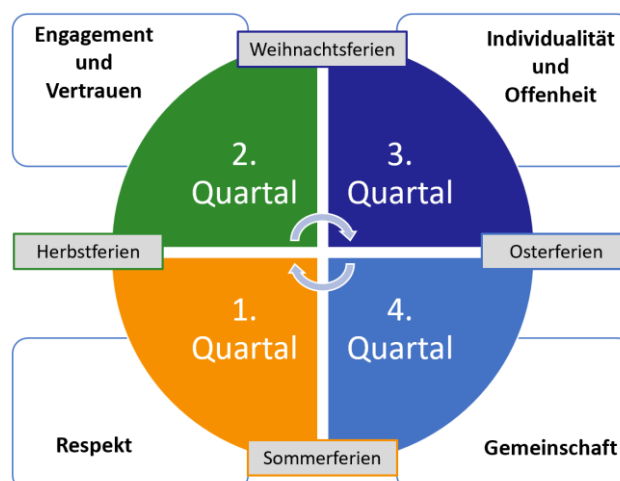 Engagement
und
Vertrauen
Weihnachtsferien
Individualität
und
Offenheit
2.
Quartal
3.
Quartal
Herbstferien
Osterferien
1.
Quartal
4.
Quartal
Respekt
Sommerferien
Gemeinschaft